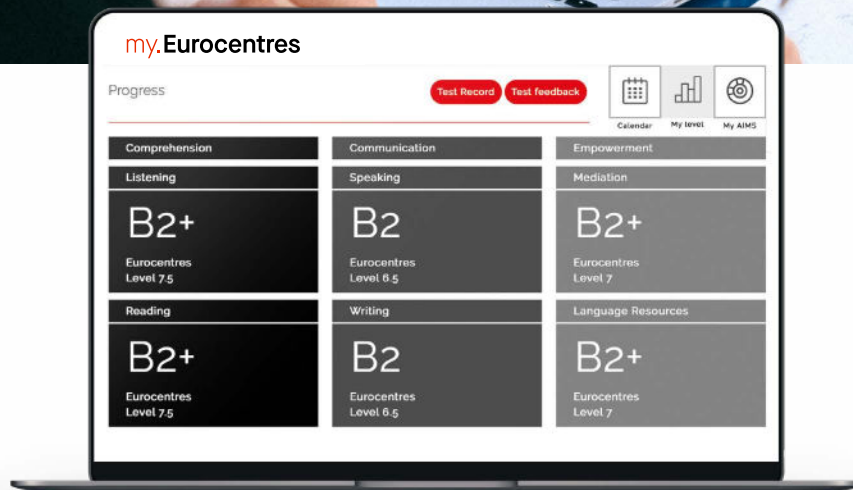 my.Eurocentres
Progress
Test Record
Test feedback
Calendar
My level
My AIMS
Comprehension
Communication
Empowerment
Listening
Speaking
Mediation
B2+
B2
B2+
Eurocentres
Level 7.5
Eurocentres
Level 6.5
Eurocentres
Level 7
Reading
Writing
Language Resources
B2+
B2
B2+
Eurocentres
Level 7.5
Eurocentres
Level 6.5
Eurocentres
Level 7